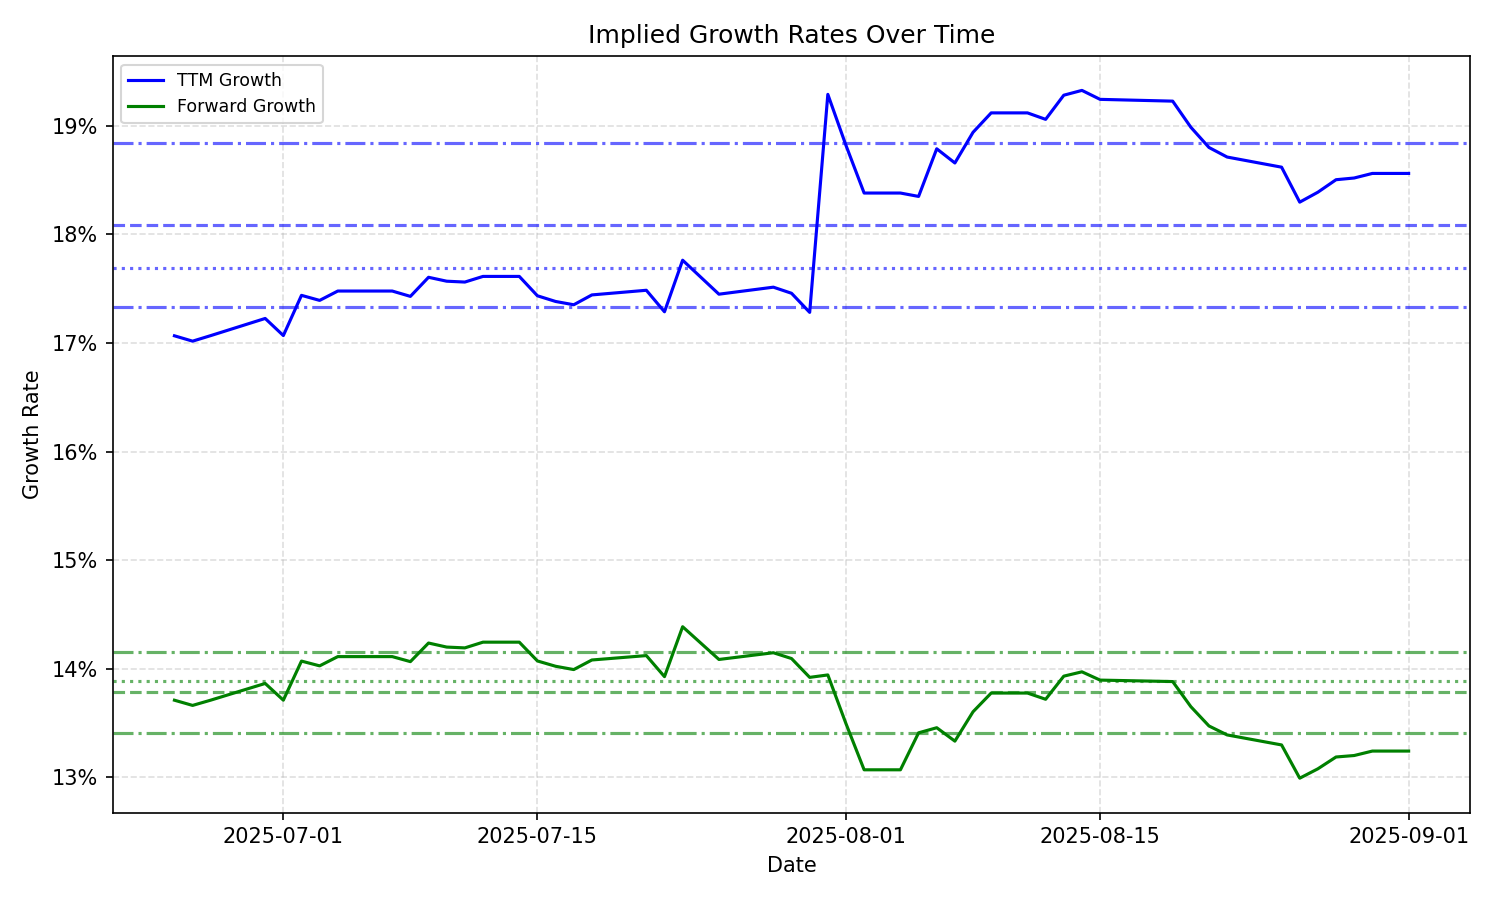 Implied Growth Rates Over Time
TTM Growth
Forward Growth
19%
18%
17%
16%
15%
14%
13%
Growth Rate
2025-07-01
2025-07-15
2025-08-01
2025-08-15
2025-09-01
Date